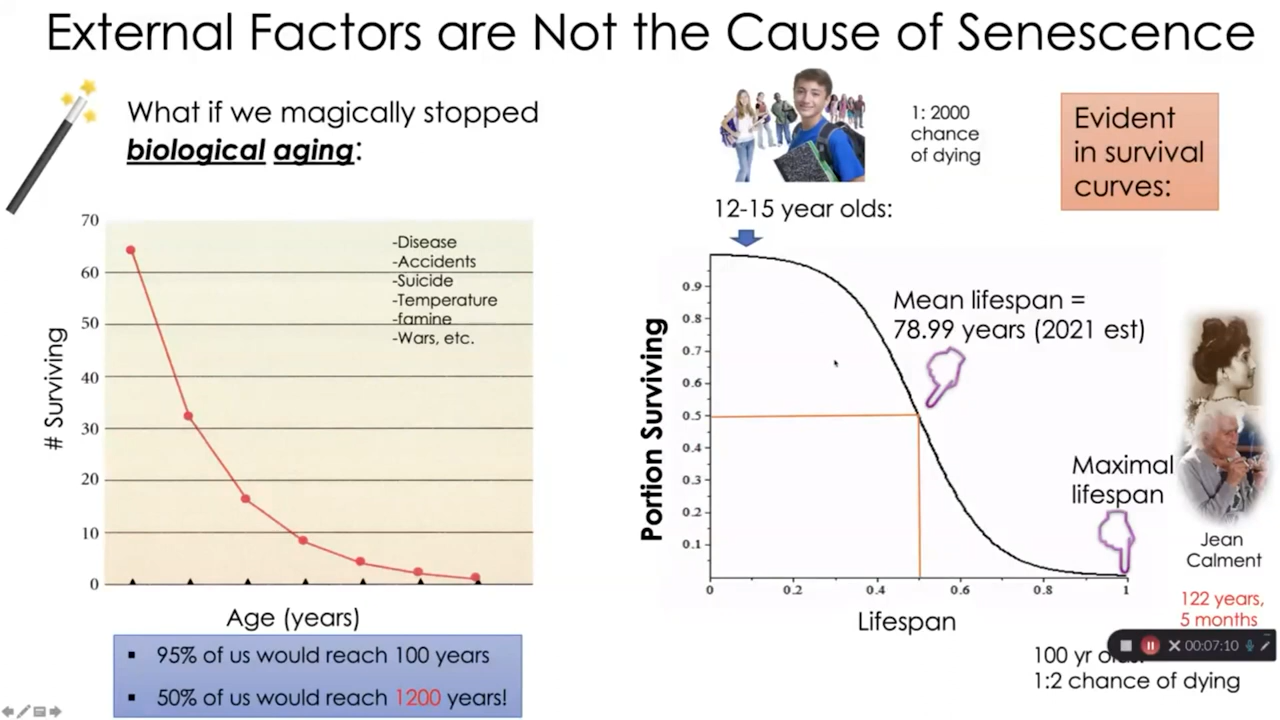 External Factors are Not the Cause of Senescence
What if we magically stopped
biological aging:
70
60
50
40
30
20
10
0
# Surviving
-Disease
-Accidents
-Suicide
-Temperature
-famine
-Wars, etc.
Age (years)
▪ 95% of us would reach 100 years
▪ 50% of us would reach 1200 years!
1: 2000
chance
of dying
12-15 year olds:
Evident
in survival
curves:
Portion Surviving
0.9
0.8
0.7
0.6
0.5
0.4
0.3
0.2
0.1
0 0.2 0.4 0.6 0.8 1
Lifespan
Mean lifespan =
78.99 years (2021 est)
Maximal
lifespan
Jean
Calment
122 years,
5 months
00:07:10
100 yr
1:2 chance of dying